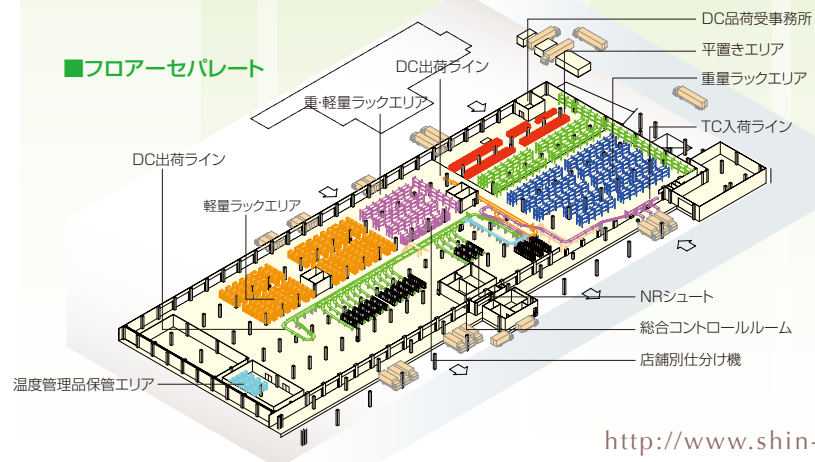 ■フロアーセパレート
DC品荷受事務所
平置きエリア
DC出荷ライン
重量ラックエリア
重・軽量ラックエリア
TC入荷ライン
DC出荷ライン
軽量ラックエリア
NRシュート
総合コントロールルーム
店舗別仕分け機
温度管理品保管エリア
http://www.shin-